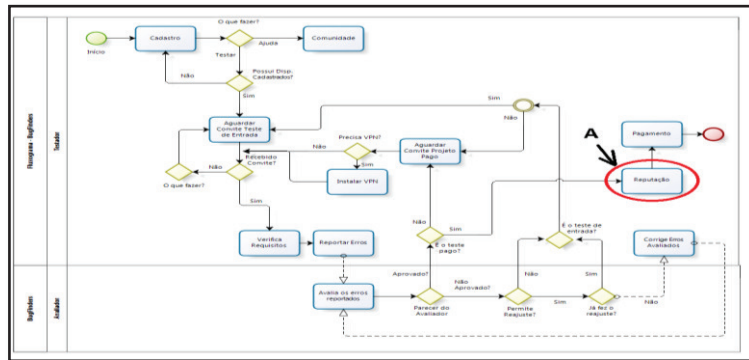 O que fazer?
Início
Cadastro
Ajuda
Comunidade
Testar
Não
Possui Disp.
Cadastrados?
Sim
Sim
Não
A
Pagamento
Aguardar
Convite Teste
de Entrada
Precisa VPN?
Não
Sim
Aguardar
Convite Projeto
Pago
Reputação
O que fazer?
Não
Recebido
Convite?
Instalar VPN
Sim
Não
Sim
É o teste
pago?
É o teste de
entrada?
Verifica
Requisitos
Reportar Erros
Corrige Erros
Avaliados
Testador
Avalia os erros
reportados
Aprovado?
Não
Aprovado?
Parecer do
Avaliador
Não
Permite
Reajuste?
Sim
Sim
Já fez o
reajuste?
Não
Avaliador
BugFinders